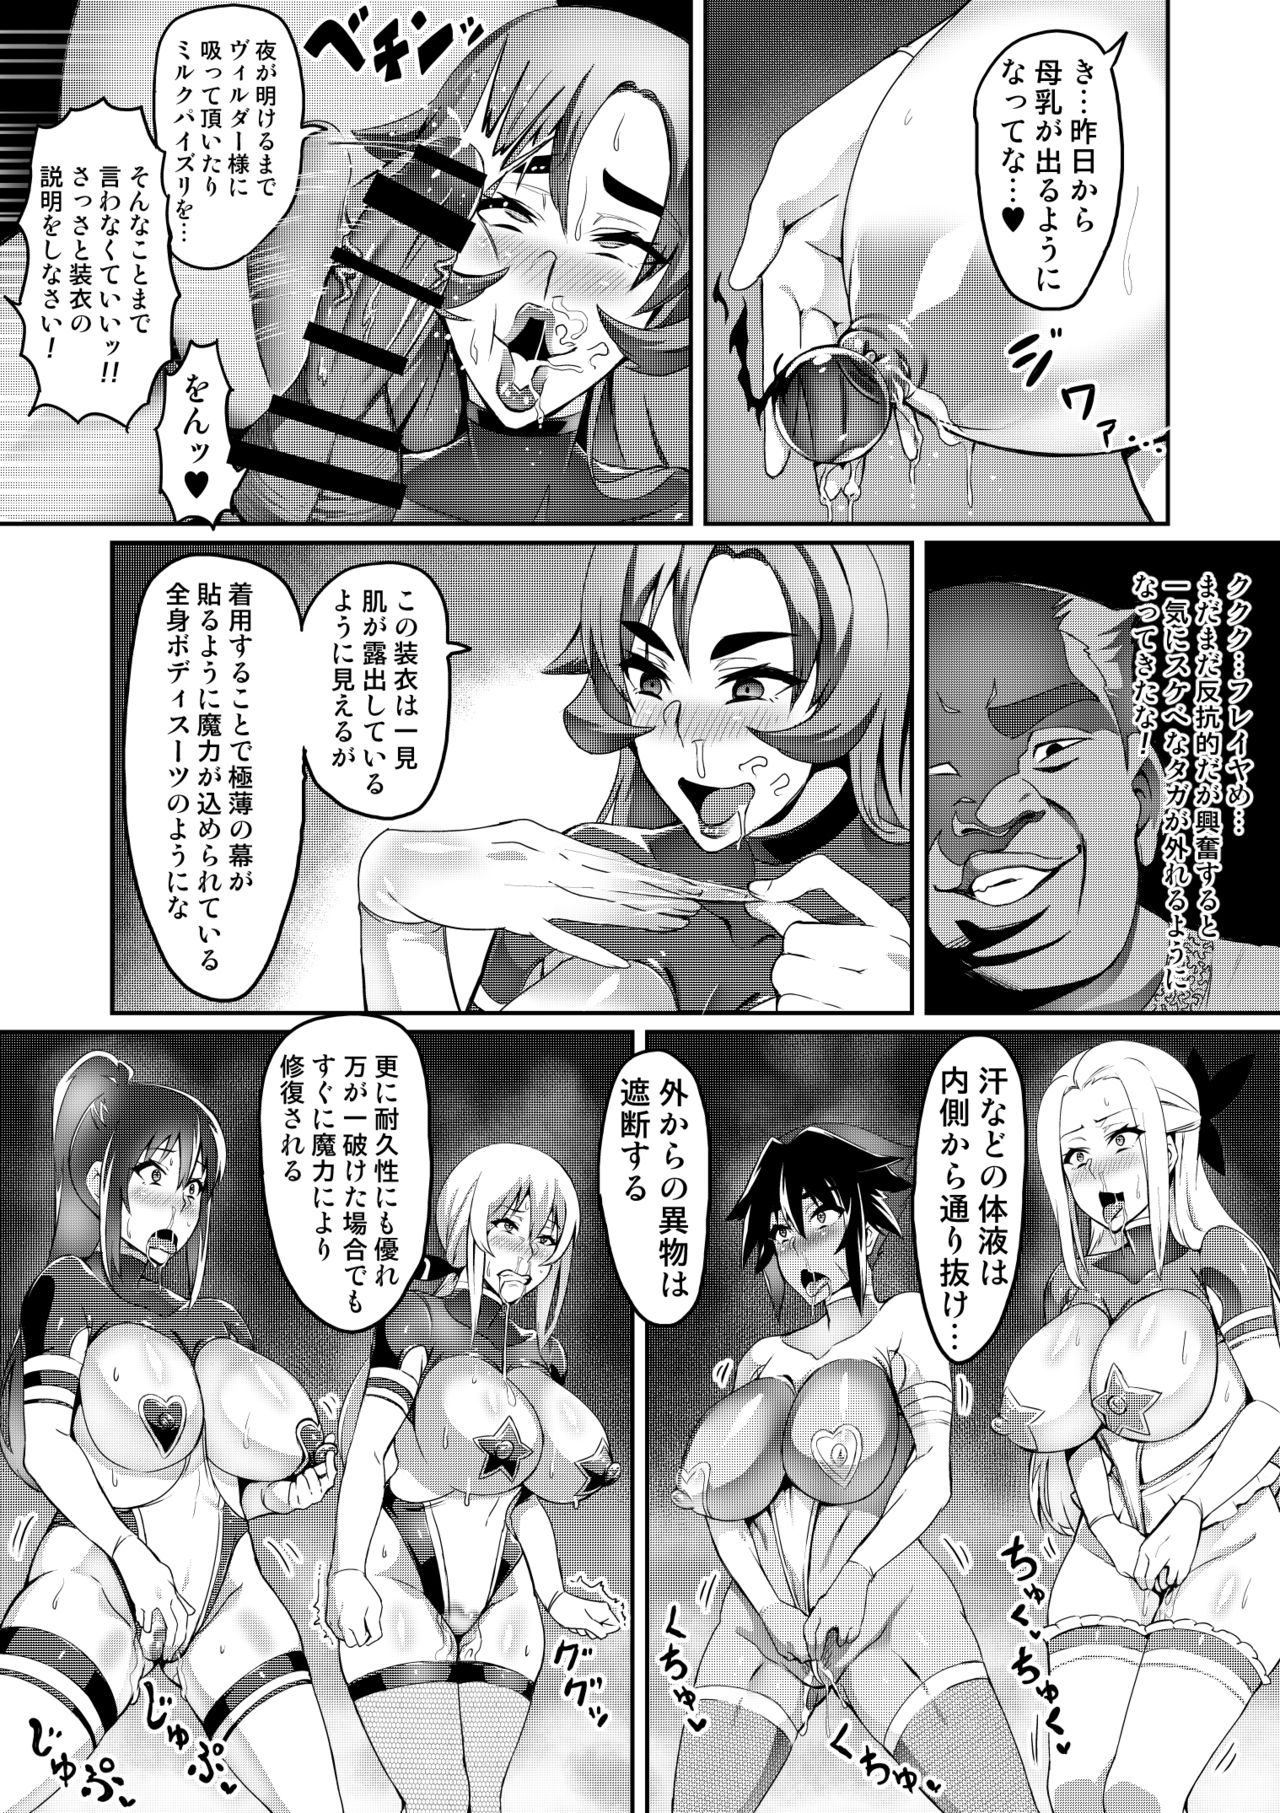 き…昨日から
母乳が出るように
なってな…♥
ジワァ…
ベチンッ
夜が明けるまで
ヴィルダー様に
吸って頂いたり
ミルクパイズリを…
そんなことまで
言わなくていいッ!!
さっさと装衣の
説明をしなさい!
をんッ♥
ククク…フレイヤめ…
まだまだ反抗的だが興奮すると
一気にスケベなタガが外れるように
なってきたな!
この装衣は一見
肌が露出している
ように見えるが
着用することで極薄の幕が
貼るように魔力が込められている
全身ボディスーツのようにな
汗などの体液は
内側から通り抜け…
外からの異物は
遮断する
ちゅく
ちゅく
くちゅ
くちゅ
更に耐久性にも優れ
万が一破けた場合でも
すぐに魔力により
修復される
ググッ
じゅぷ
じゅぷ